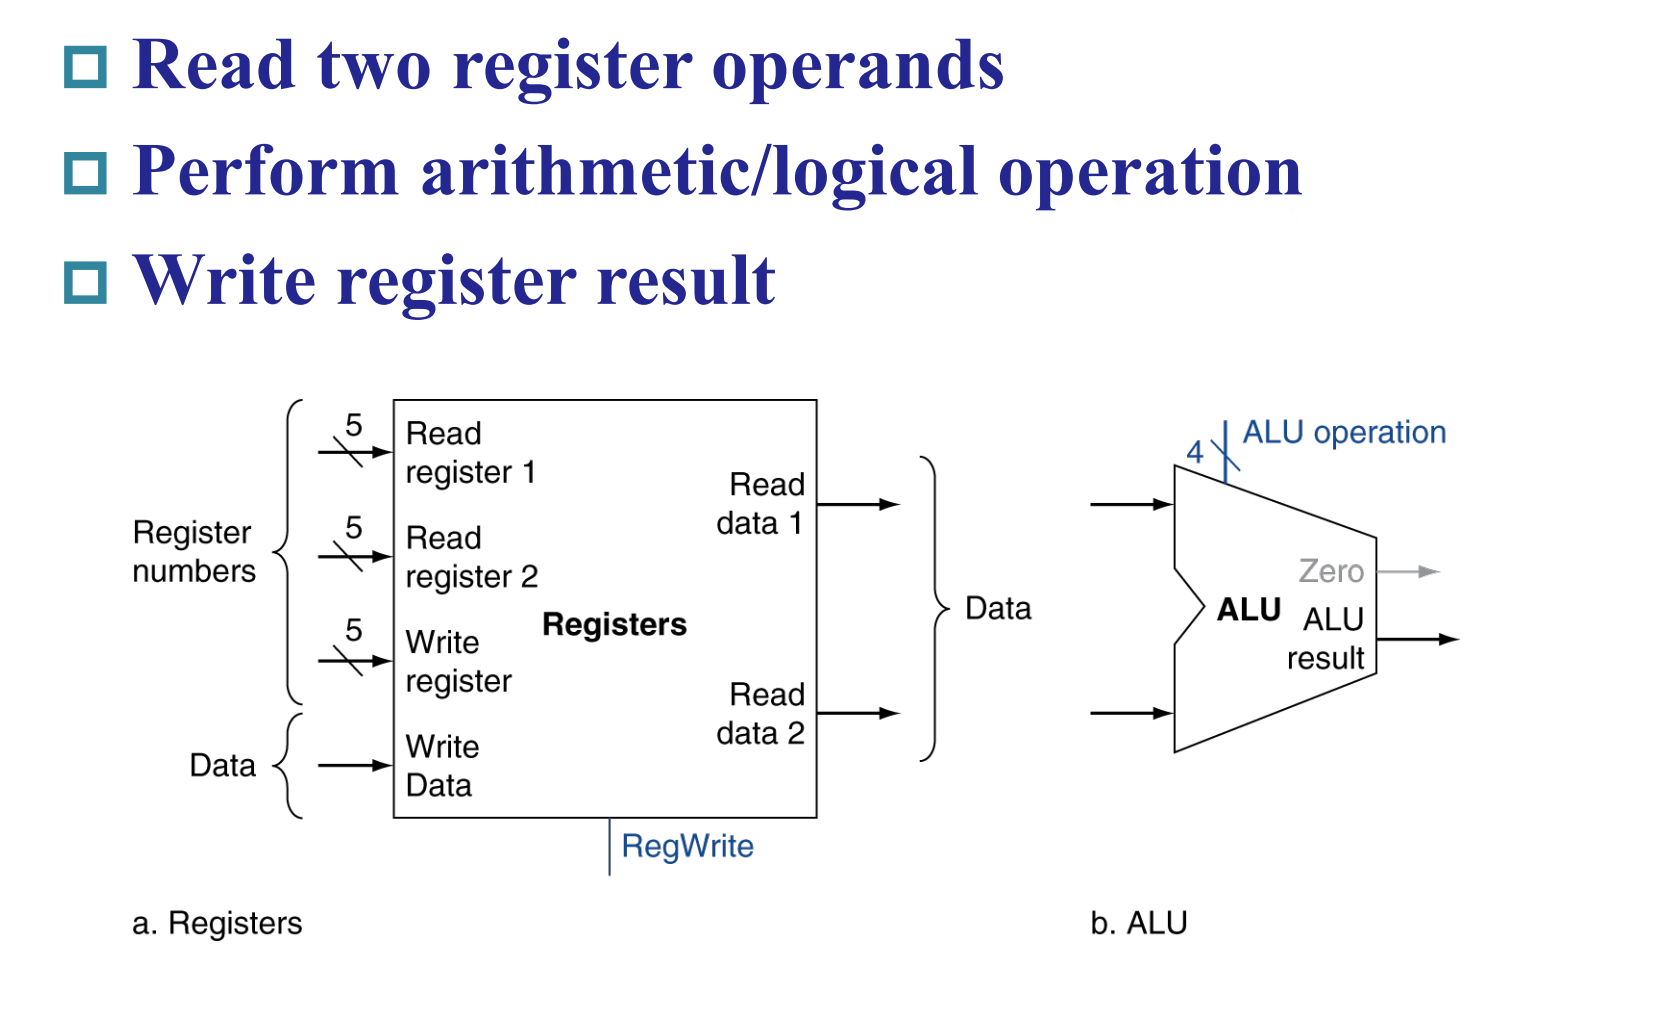 Read two register operands
Perform arithmetic/logical operation
Write register result
Register
numbers
Data
5
5
5
Read
register 1
Read
register 2
Write
register
Write
Data
Registers
Read
data 1
Read
data 2
RegWrite
Data
4
ALU operation
Zero
ALU
ALU
result
a. Registers
b. ALU